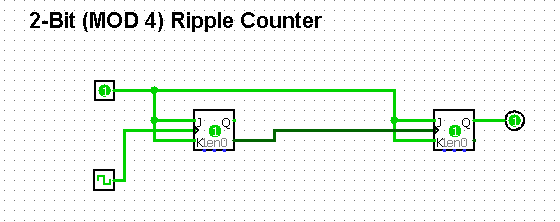 2-Bit (MOD 4) Ripple Counter
1
J Q
1
K en 0
J Q
1
K en 0
1